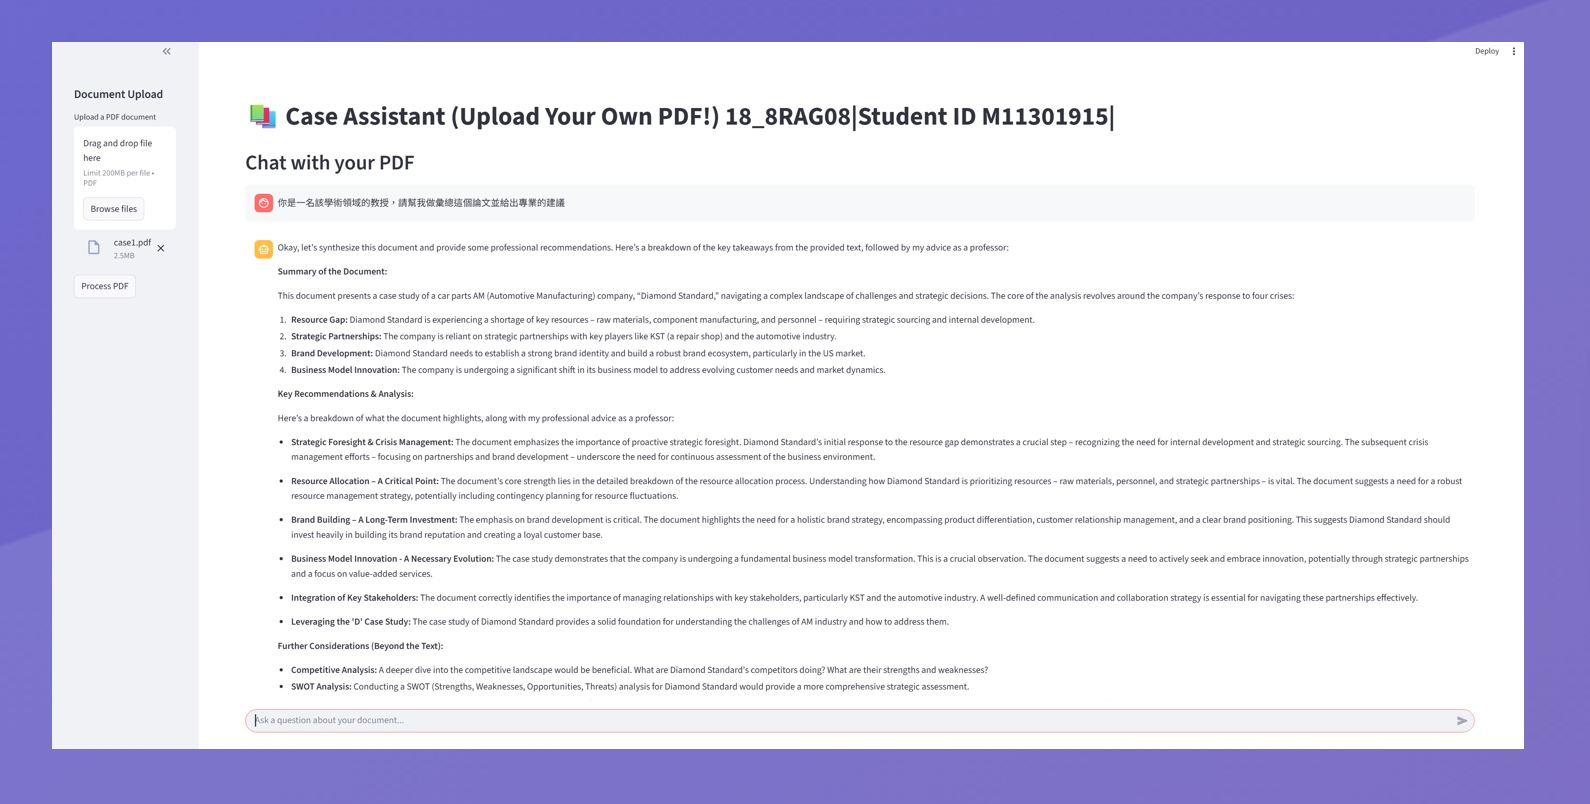 Deploy
Document Upload
Upload a PDF document
Drag and drop file
here
Limit 200MB per file •
PDF
Browse files
case1.pdf
2.5MB
Process PDF
Case Assistant (Upload Your Own PDF!) 18_8RAG08|Student ID M11301915|
Chat with your PDF
你是一名該學術領域的教授，請幫我做彙總這個論文並給出專業的建議
Okay, let's synthesize this document and provide some professional recommendations. Here's a breakdown of the key takeaways from the provided text, followed by my advice as a professor:
Summary of the Document:
This document presents a case study of a car parts AM (Automotive Manufacturing) company, “Diamond Standard,” navigating a complex landscape of challenges and strategic decisions. The core of the analysis revolves around the company’s response to four crises:
1. Resource Gap: Diamond Standard is experiencing a shortage of key resources – raw materials, component manufacturing, and personnel – requiring strategic sourcing and internal development.
2. Strategic Partnerships: The company is reliant on strategic partnerships with key players like KST (a repair shop) and the automotive industry.
3. Brand Development: Diamond Standard needs to establish a strong brand identity and build a robust brand ecosystem, particularly in the US market.
4. Business Model Innovation: The company is undergoing a significant shift in its business model to address evolving customer needs and market dynamics.
Key Recommendations & Analysis:
Here’s a breakdown of what the document highlights, along with my professional advice as a professor:
• Strategic Foresight & Crisis Management: The document emphasizes the importance of proactive strategic foresight. Diamond Standard’s initial response to the resource gap demonstrates a crucial step – recognizing the need for internal development and strategic sourcing. The subsequent crisis
management efforts – focusing on partnerships and brand development – underscore the need for continuous assessment of the business environment.
• Resource Allocation – A Critical Point: The document’s core strength lies in the detailed breakdown of the resource allocation process. Understanding how Diamond Standard is prioritizing resources – raw materials, personnel, and strategic partnerships – is vital. The document suggests a need for a robust
resource management strategy, potentially including contingency planning for resource fluctuations.
• Brand Building – A Long-Term Investment: The emphasis on brand development is critical. The document highlights the need for a holistic brand strategy, encompassing product differentiation, customer relationship management, and a clear brand positioning. This suggests Diamond Standard should
invest heavily in building its brand reputation and creating a loyal customer base.
• Business Model Innovation - A Necessary Evolution: The case study demonstrates that the company is undergoing a fundamental business model transformation. This is a crucial observation. The document suggests a need to actively seek and embrace innovation, potentially through strategic partnerships
and a focus on value-added services.
• Integration of Key Stakeholders: The document correctly identifies the importance of managing relationships with key stakeholders, particularly KST and the automotive industry. A well-defined communication and collaboration strategy is essential for navigating these partnerships effectively.
• Leveraging the 'D' Case Study: The case study of Diamond Standard provides a solid foundation for understanding the challenges of AM industry and how to address them.
Further Considerations (Beyond the Text):
• Competitive Analysis: A deeper dive into the competitive landscape would be beneficial. What are Diamond Standard's competitors doing? What are their strengths and weaknesses?
• SWOT Analysis: Conducting a SWOT (Strengths, Weaknesses, Opportunities, Threats) analysis for Diamond Standard would provide a more comprehensive strategic assessment.
Ask a question about your document...